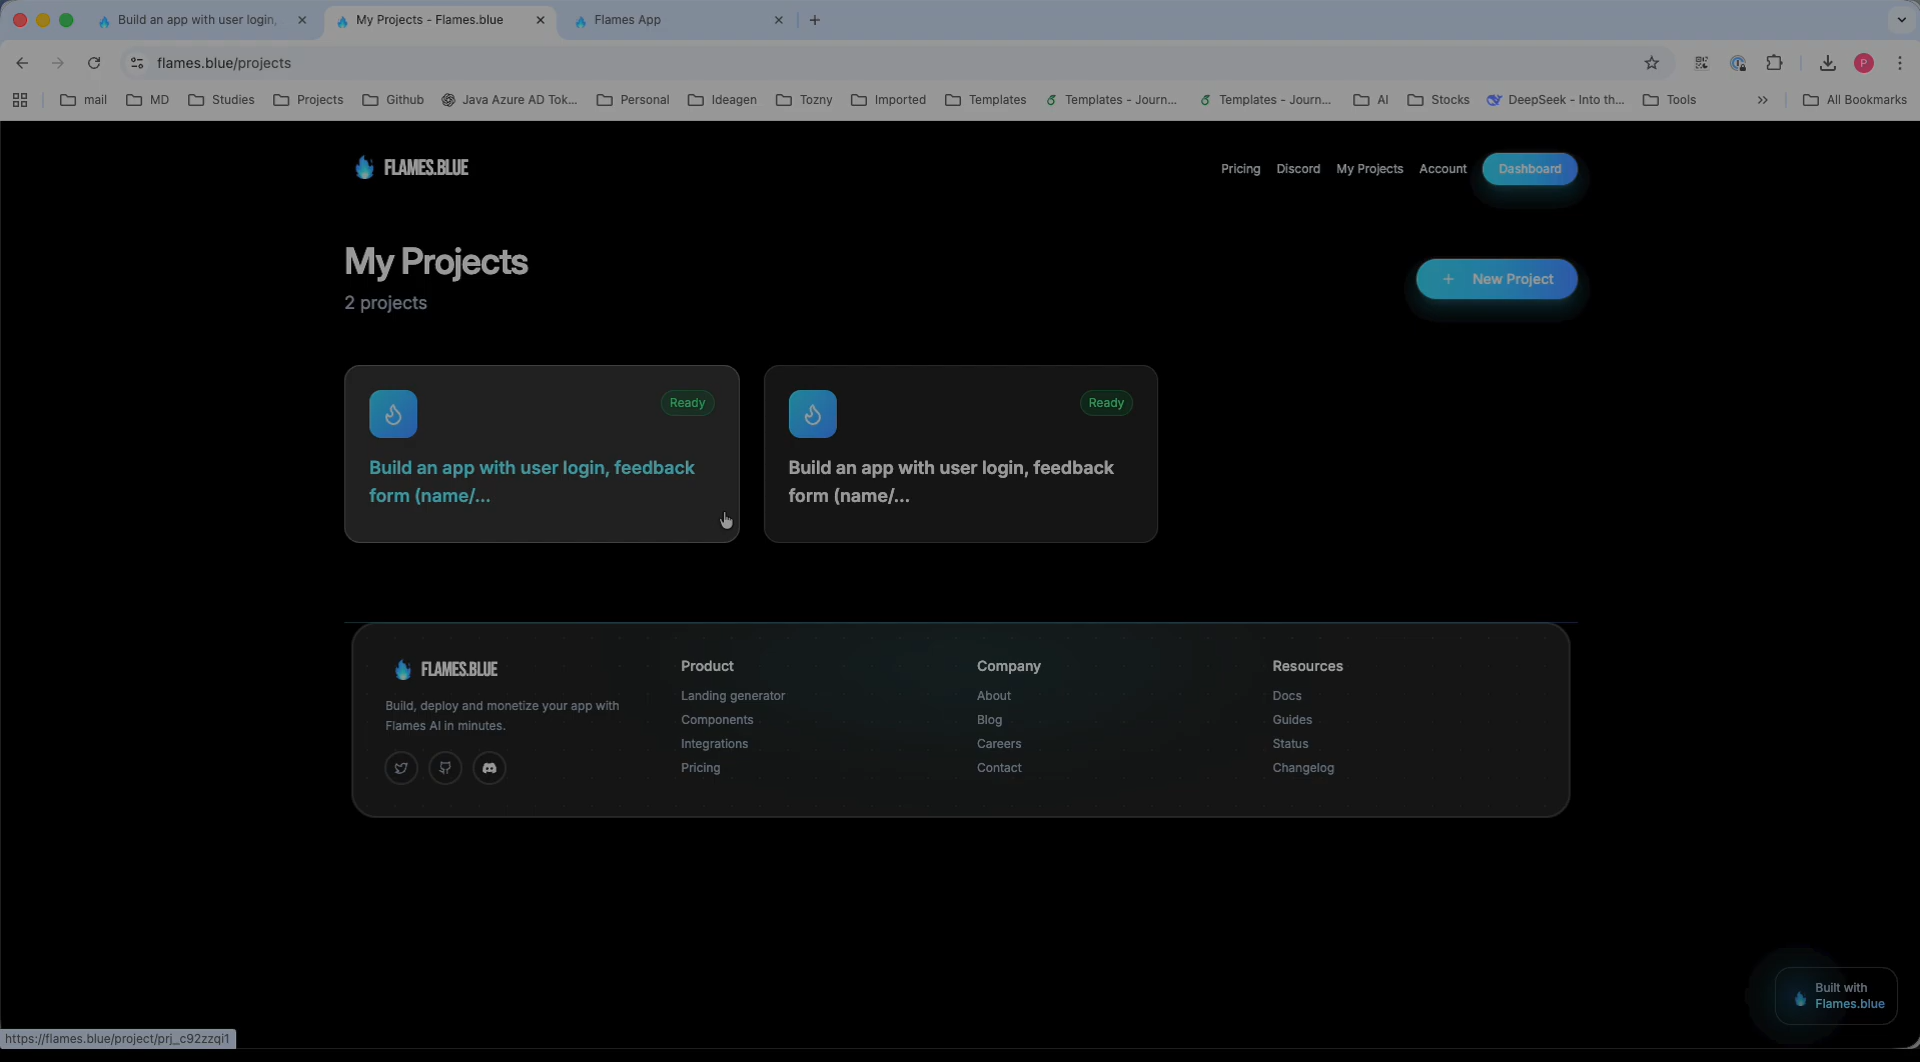 Build an app with user login,
My Projects - Flames.blue
Flames App
flames.blue/projects
P
mail
MD
Studies
Projects
Github
Java Azure AD Tok...
Personal
Ideagen
Tozny
Imported
Templates
Templates - Journ...
Templates - Journ...
AI
Stocks
DeepSeek - Into th...
Tools
All Bookmarks
FLAMES.BLUE
Pricing
Discord
My Projects
Account
Dashboard
My Projects
2 projects
+ New Project
Ready
Build an app with user login, feedback
form (name/...
Ready
Build an app with user login, feedback
form (name/...
FLAMES.BLUE
Build, deploy and monetize your app with
Flames AI in minutes.
Product
Landing generator
Components
Integrations
Pricing
Company
About
Blog
Careers
Contact
Resources
Docs
Guides
Status
Changelog
Built with
Flames.blue
https://flames.blue/project/prj_c92zzqi1